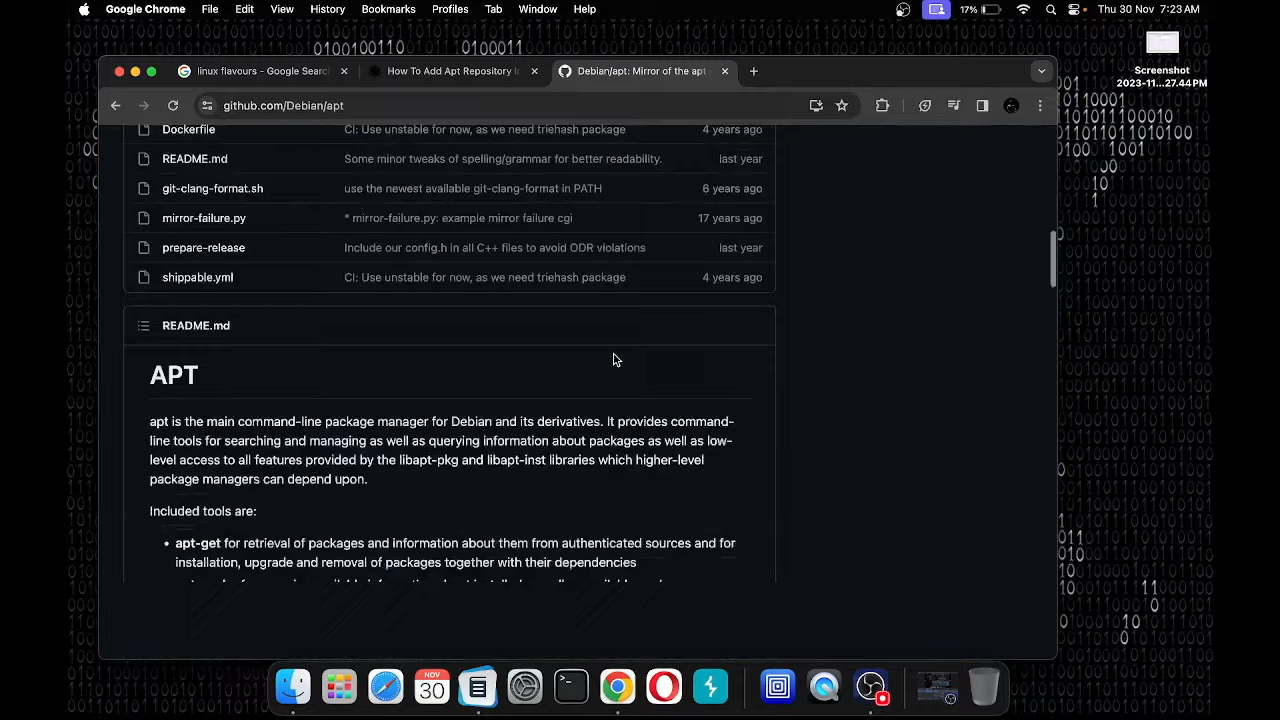 Google Chrome File Edit View History Bookmarks Profiles Tab Window Help 17% Thu 30 Nov 7:23 AM
Screenshot
2023-11...27.44 PM
linux flavours - Google Searc
How To Add Apt Repository I
Debian/apt: Mirror of the apt
github.com/Debian/apt
Dockerfile CI: Use unstable for now, as we need triehash package 4 years ago
README.md Some minor tweaks of spelling/grammar for better readability. last year
git-clang-format.sh use the newest available git-clang-format in PATH 6 years ago
mirror-failure.py * mirror-failure.py: example mirror failure cgi 17 years ago
prepare-release Include our config.h in all C++ files to avoid ODR violations last year
shippable.yml CI: Use unstable for now, as we need triehash package 4 years ago
README.md
APT
apt is the main command-line package manager for Debian and its derivatives. It provides command-
line tools for searching and managing as well as querying information about packages as well as low-
level access to all features provided by the libapt-pkg and libapt-inst libraries which higher-level
package managers can depend upon.
Included tools are:
• apt-get for retrieval of packages and information about them from authenticated sources and for
installation, upgrade and removal of packages together with their dependencies
NOV
30